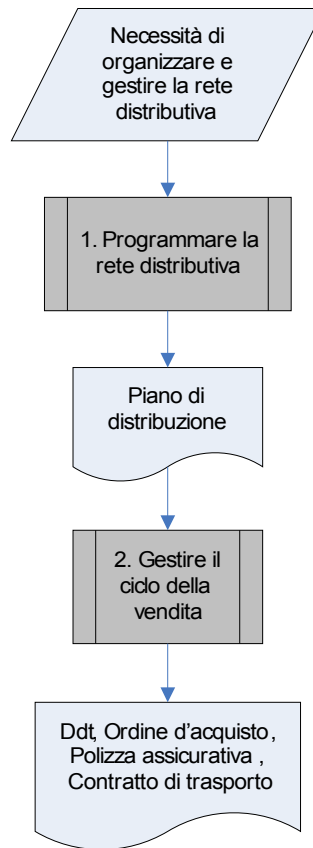 Necessità di
organizzare e
gestire la rete
distributiva
1. Programmare la
rete distributiva
Piano di
distribuzione
2. Gestire il
ciclo della
vendita
Ddt, Ordine d'acquisto,
Polizza assicurativa ,
Contratto di trasporto